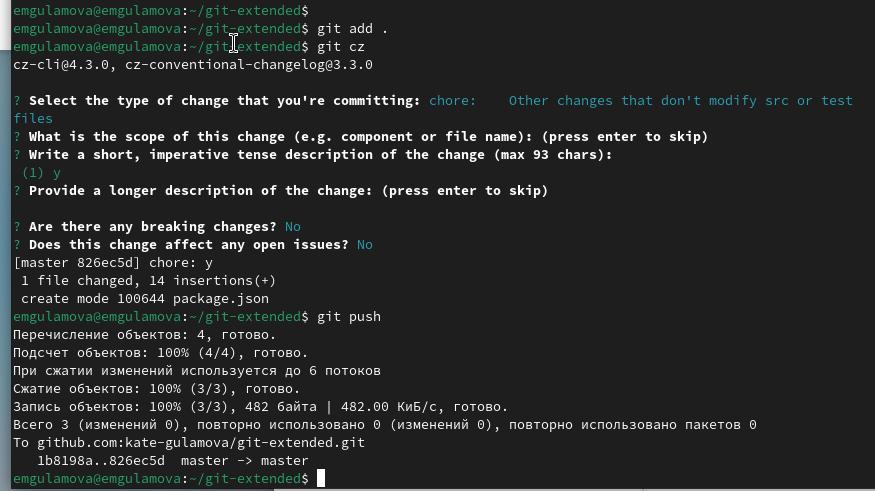 emgulamova@emgulamova:~/git-extended$
emgulamova@emgulamova:~/git-extended$ git add .
emgulamova@emgulamova:~/git-extended$ git cz
cz-cli@4.3.0, cz-conventional-changelog@3.3.0
? Select the type of change that you're committing: chore:    Other changes that don't modify src or test
files
? What is the scope of this change (e.g. component or file name): (press enter to skip)
? Write a short, imperative tense description of the change (max 93 chars):
 (1) y
? Provide a longer description of the change: (press enter to skip)
? Are there any breaking changes? No
? Does this change affect any open issues? No
[master 826ec5d] chore: y
 1 file changed, 14 insertions(+)
 create mode 100644 package.json
emgulamova@emgulamova:~/git-extended$ git push
Перечисление объектов: 4, готово.
Подсчет объектов: 100% (4/4), готово.
При сжатии изменений используется до 6 потоков
Сжатие объектов: 100% (3/3), готово.
Запись объектов: 100% (3/3), 482 байта | 482.00 КиБ/с, готово.
Всего 3 (изменений 0), повторно использовано 0 (изменений 0), повторно использовано пакетов 0
To github.com:kate-gulamova/git-extended.git
   1b8198a..826ec5d  master -> master
emgulamova@emgulamova:~/git-extended$